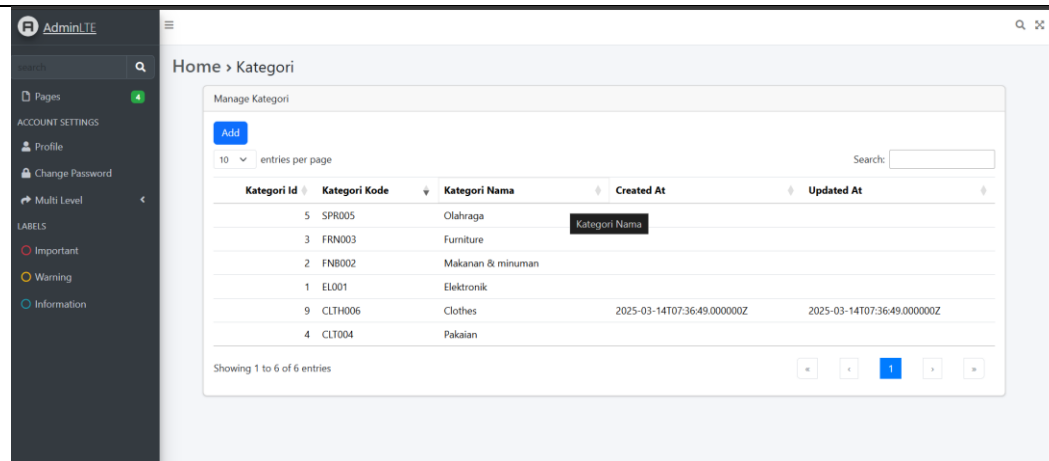 AdminLTE
search
Pages 4
ACCOUNT SETTINGS
Profile
Change Password
Multi Level
LABELS
Important
Warning
Information
Home › Kategori
Manage Kategori
Add
10 entries per page
Search:
Kategori Id Kategori Kode Kategori Nama Created At Updated At
5 SPR005 Olahraga
Kategori Nama
3 FRN003 Furniture
2 FNB002 Makanan & minuman
1 EL001 Elektronik
9 CLTH006 Clothes 2025-03-14T07:36:49.000000Z 2025-03-14T07:36:49.000000Z
4 CLT004 Pakaian
Showing 1 to 6 of 6 entries
« ‹ 1 › »